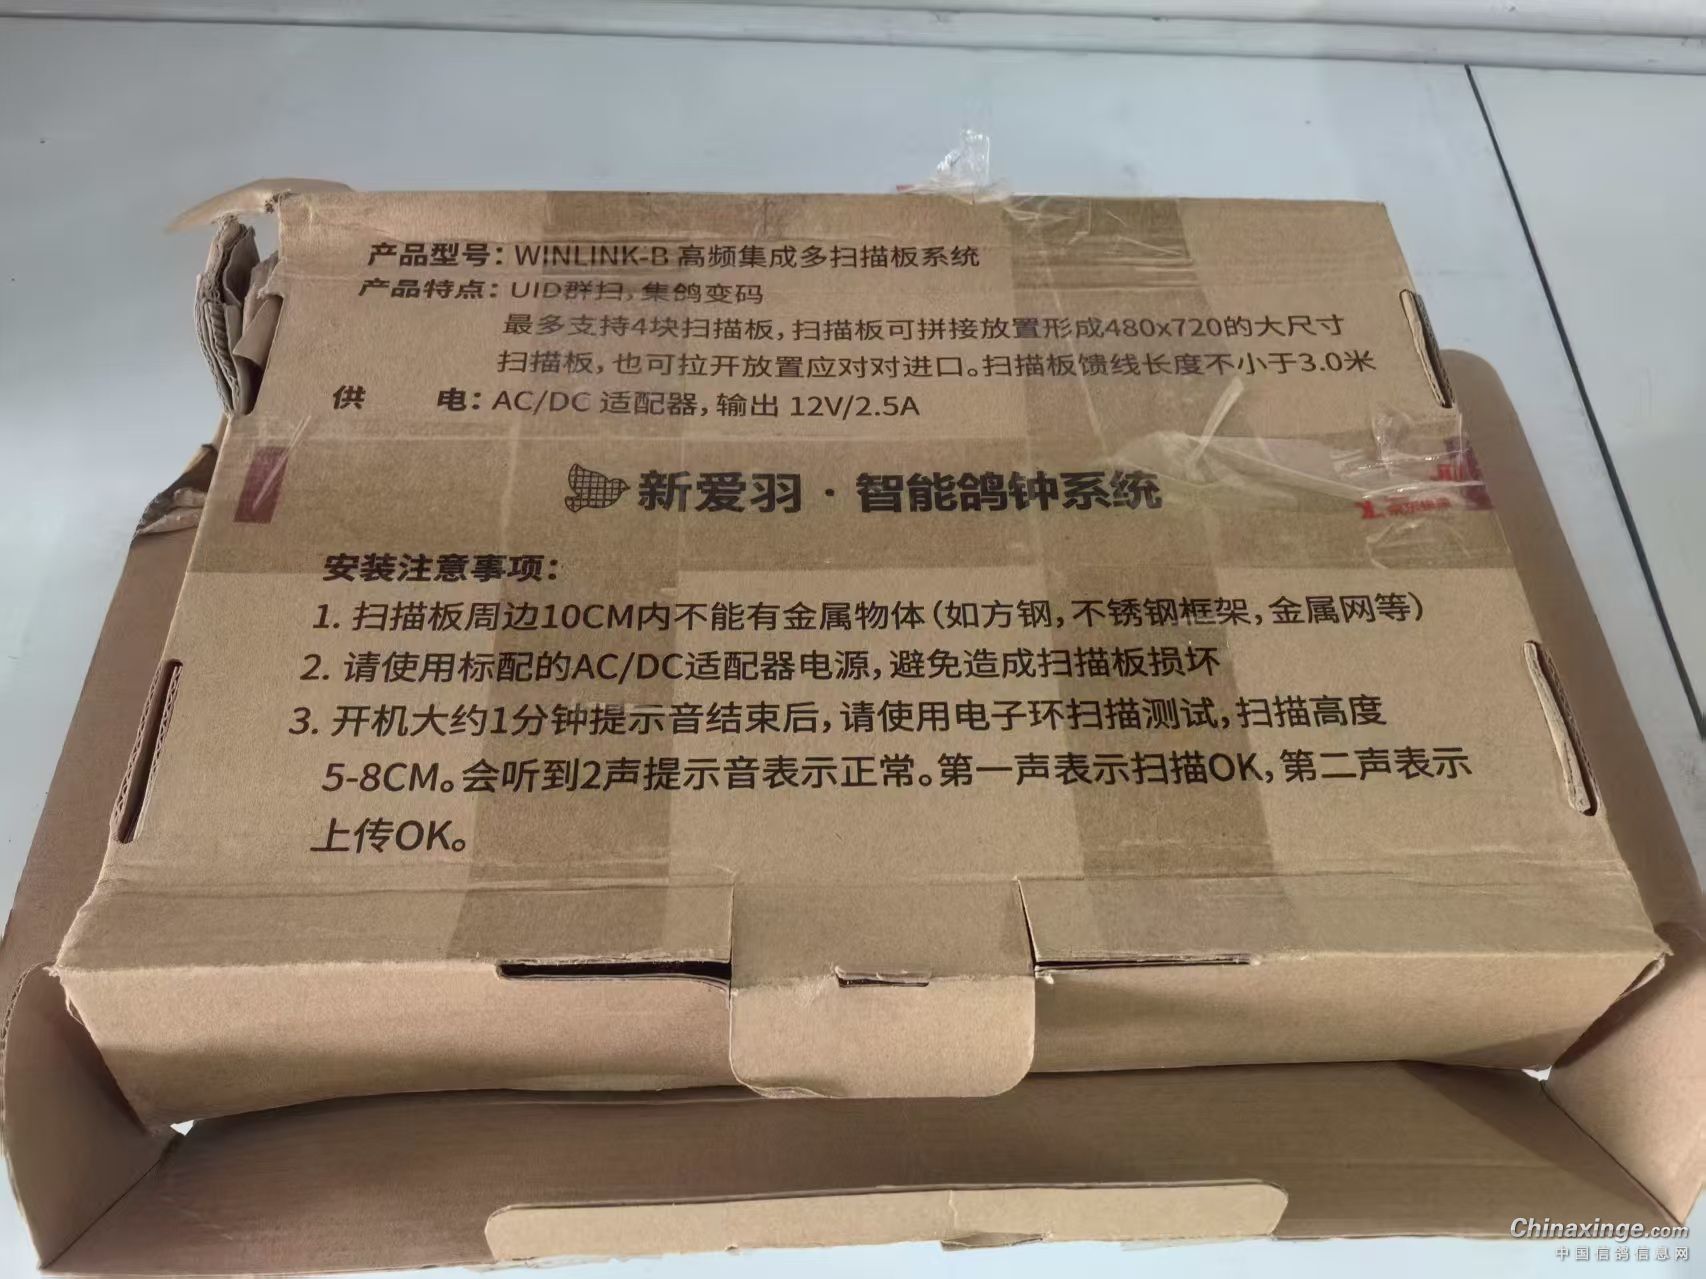 产品型号：WINLINK-B 高频集成多扫描板系统
产品特点：UID群扫，集鸽变码
最多支持4块扫描板，扫描板可拼接放置形成480x720的大尺寸
扫描板，也可拉开放置应对对进口。扫描板馈线长度不小于3.0米
供 电：AC/DC 适配器，输出 12V/2.5A
新爱羽·智能鸽钟系统
安装注意事项：
1. 扫描板周边10CM内不能有金属物体（如方钢，不锈钢框架，金属网等）
2. 请使用标配的AC/DC适配器电源，避免造成扫描板损坏
3. 开机大约1分钟提示音结束后，请使用电子环扫描测试，扫描高度
5-8CM。会听到2声提示音表示正常。第一声表示扫描OK，第二声表示
上传OK。
Chinaxinge.com
中国信鸽信息网